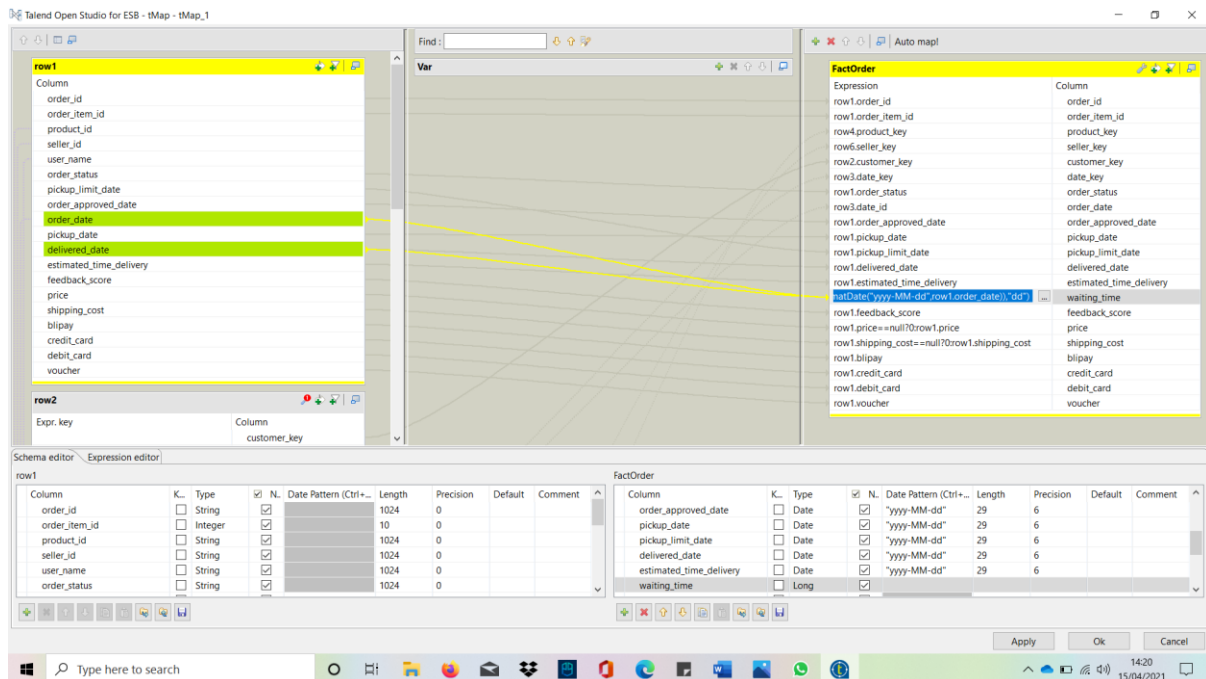 Talend Open Studio for ESB - tMap - tMap_1
Find :
Auto map!
row1
Column
order_id
order_item_id
product_id
seller_id
user_name
order_status
pickup_limit_date
order_approved_date
order_date
pickup_date
delivered_date
estimated_time_delivery
feedback_score
price
shipping_cost
blipay
credit_card
debit_card
voucher
row2
Expr. key Column
customer_key
Var
FactOrder
Expression Column
row1.order_id order_id
row1.order_item_id order_item_id
row4.product_key product_key
row6.seller_key seller_key
row2.customer_key customer_key
row3.date_key date_key
row1.order_status order_status
row3.date_id order_date
row1.order_approved_date order_approved_date
row1.pickup_date pickup_date
row1.pickup_limit_date pickup_limit_date
row1.delivered_date delivered_date
row1.estimated_time_delivery estimated_time_delivery
natDate("yyyy-MM-dd",row1.order_date)),"dd") ... waiting_time
row1.feedback_score feedback_score
row1.price==null?0:row1.price price
row1.shipping_cost==null?0:row1.shipping_cost shipping_cost
row1.blipay blipay
row1.credit_card credit_card
row1.debit_card debit_card
row1.voucher voucher
Schema editor Expression editor
row1
Column K... Type N.. Date Pattern (Ctrl+... Length Precision Default Comment
order_id String 1024 0
order_item_id Integer 10 0
product_id String 1024 0
seller_id String 1024 0
user_name String 1024 0
order_status String 1024 0
FactOrder
Column K... Type N.. Date Pattern (Ctrl+... Length Precision Default Comment
order_approved_date Date "yyyy-MM-dd" 29 6
pickup_date Date "yyyy-MM-dd" 29 6
pickup_limit_date Date "yyyy-MM-dd" 29 6
delivered_date Date "yyyy-MM-dd" 29 6
estimated_time_delivery Date "yyyy-MM-dd" 29 6
waiting_time Long
Apply Ok Cancel
Type here to search
14:20
15/04/2021